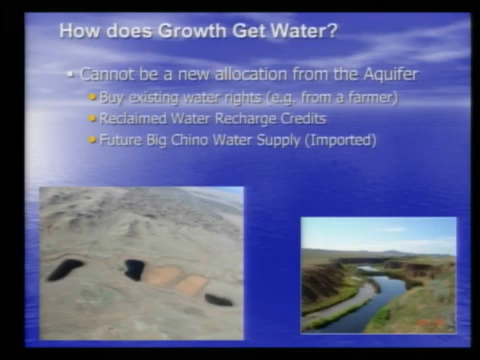 How does Growth Get Water?
Cannot be a new allocation from the Aquifer
Buy existing water rights (e.g. from a farmer)
Reclaimed Water Recharge Credits
Future Big Chino Water Supply (Imported)